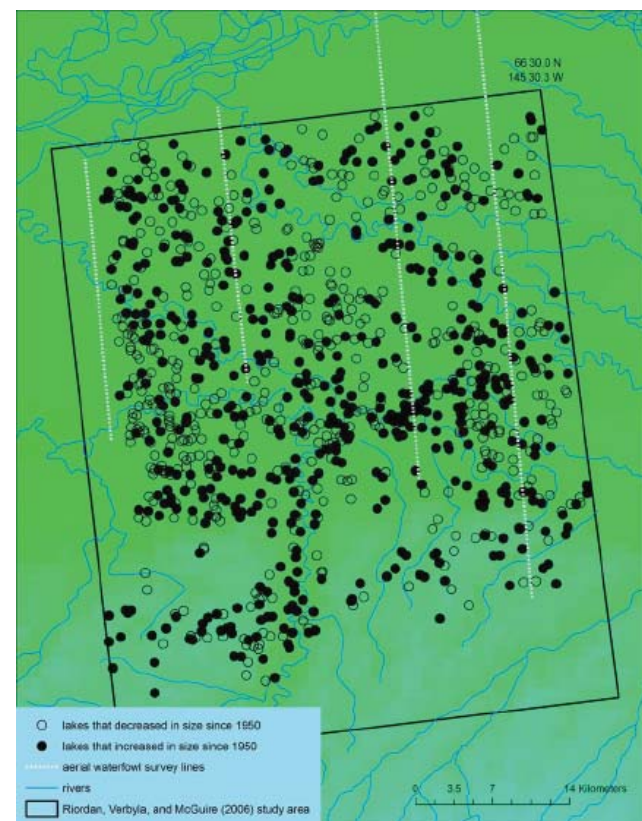 66 30.0 N
145 30.3 W
lakes that decreased in size since 1950
lakes that increased in size since 1950
aerial waterfowl survey lines
rivers
Riordan, Verbyla, and McGuire (2006) study area
0 3.5 7 14 Kilometers